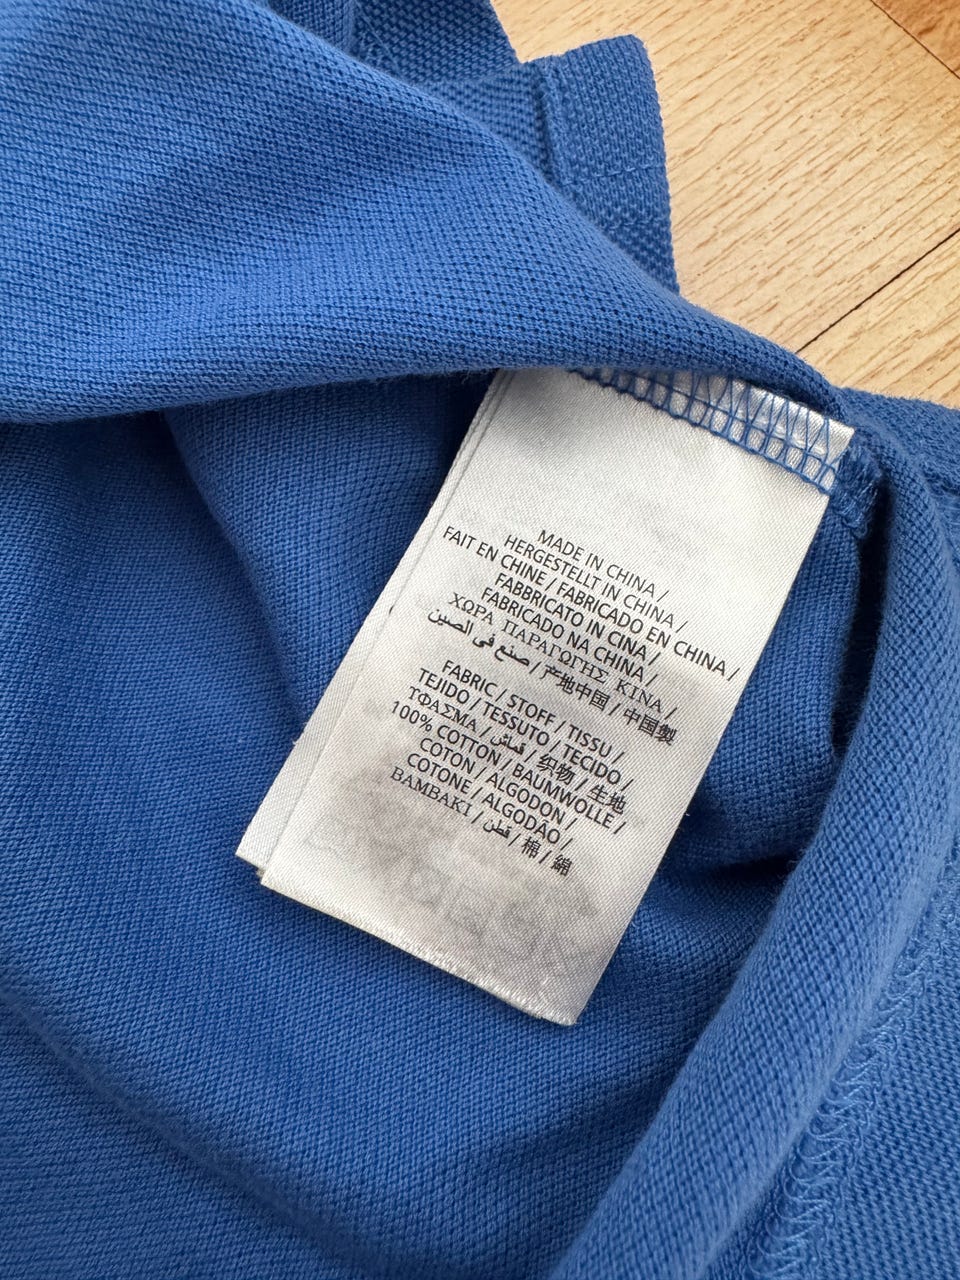 MADE IN CHINA /
HERGESTELLT IN CHINA /
FAIT EN CHINE / FABRICADO EN CHINA /
FABBRICATO IN CINA /
FABRICADO NA CHINA /
ΧΩΡΑ ΠΑΡΑΓΩΓΗΣ ΚΙΝΑ /
صنع في الصين / 产地中国 / 中国製
FABRIC / STOFF / TISSU /
TEJIDO / TESSUTO / TECIDO /
ΤΦΑΣΜΑ / قماش / 织物 / 生地
100% COTTON / BAUMWOLLE /
COTON / ALGODON /
COTONE / ALGODÃO /
BAMBAKI / قطن / 棉 / 綿